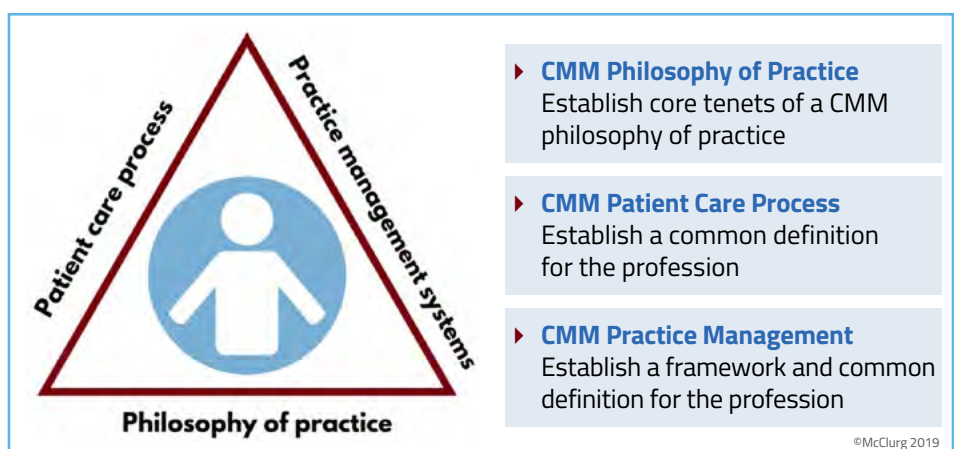 Patient care process
Practice management systems
Philosophy of practice
CMM Philosophy of Practice
Establish core tenets of a CMM
philosophy of practice
CMM Patient Care Process
Establish a common definition
for the profession
CMM Practice Management
Establish a framework and common
definition for the profession
©McClurg 2019